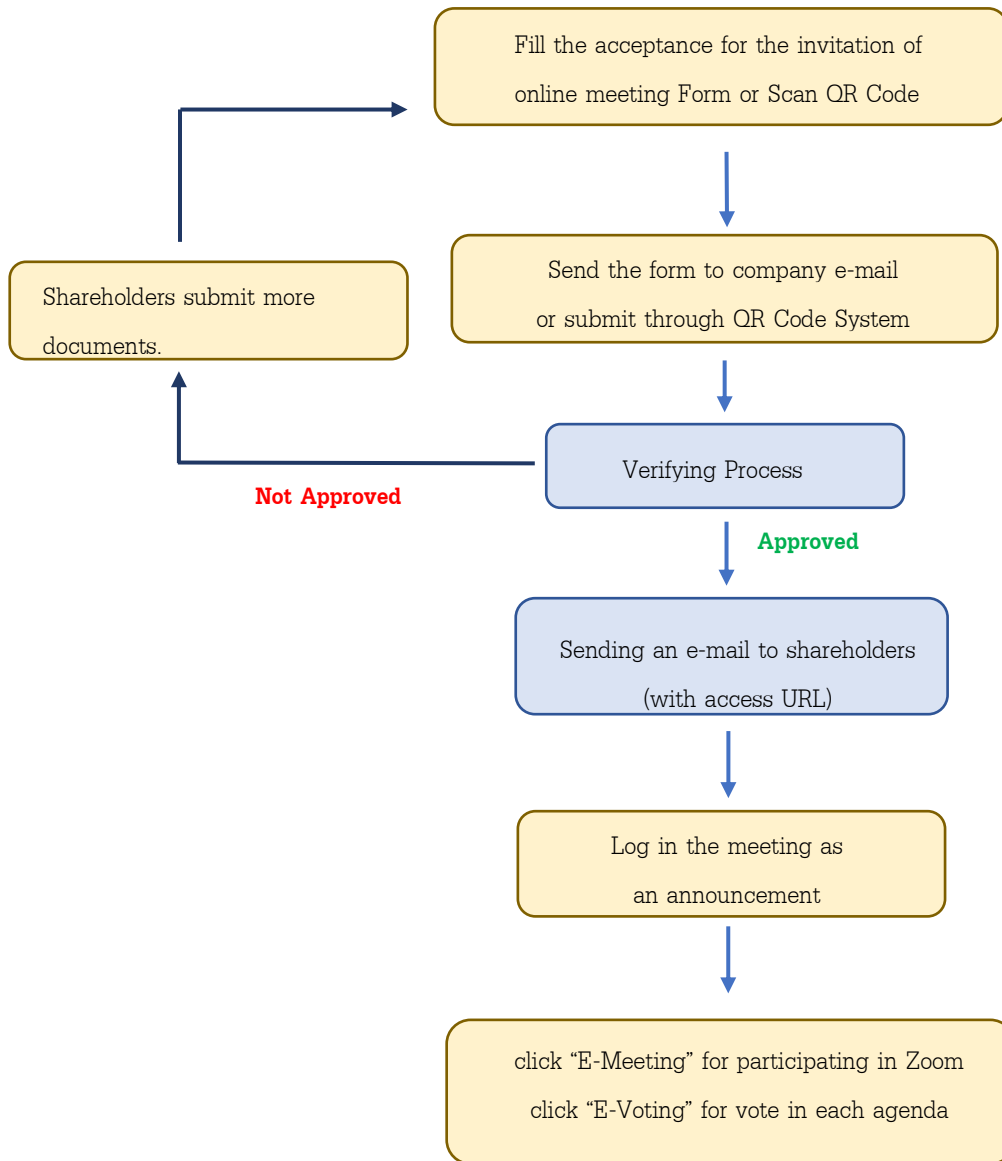 Fill the acceptance for the invitation of
online meeting Form or Scan QR Code
Send the form to company e-mail
or submit through QR Code System
Shareholders submit more
documents.
Verifying Process
Not Approved
Approved
Sending an e-mail to shareholders
(with access URL)
Log in the meeting as
an announcement
click “E-Meeting” for participating in Zoom
click “E-Voting” for vote in each agenda